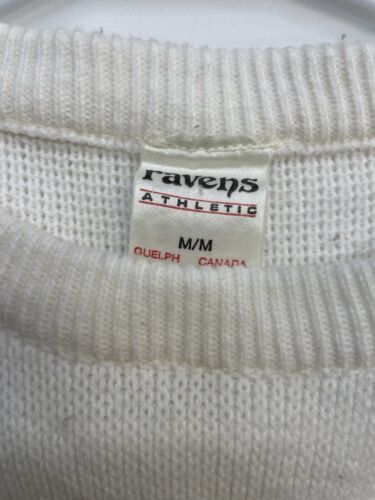 ravens
ATHLETIC
M/M
GUELPH CANADA